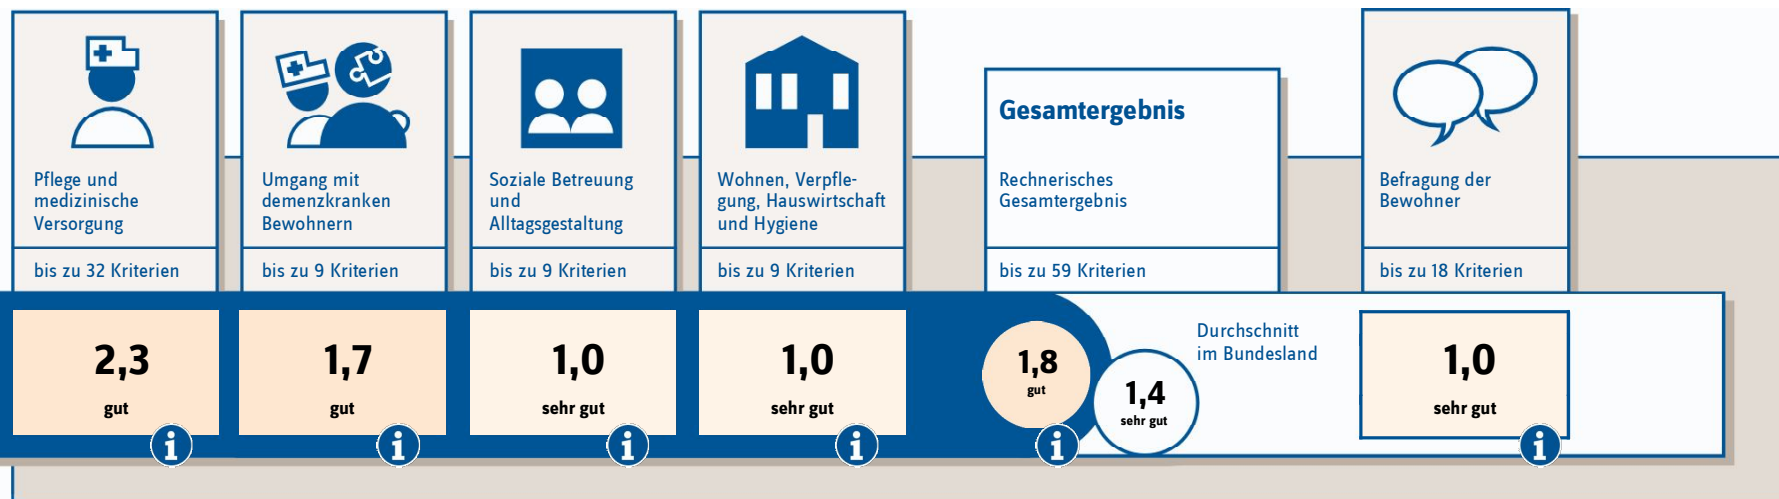 Pflege und
medizinische
Versorgung
bis zu 32 Kriterien
2,3
gut
i
Umgang mit
demenzkranken
Bewohnern
bis zu 9 Kriterien
1,7
gut
i
Soziale Betreuung
und
Alltagsgestaltung
bis zu 9 Kriterien
1,0
sehr gut
i
Wohnen, Verpfle-
gung, Hauswirtschaft
und Hygiene
bis zu 9 Kriterien
1,0
sehr gut
i
Gesamtergebnis
Rechnerisches
Gesamtergebnis
bis zu 59 Kriterien
1,8
gut
i
1,4
sehr gut
Durchschnitt
im Bundesland
Befragung der
Bewohner
bis zu 18 Kriterien
1,0
sehr gut
i